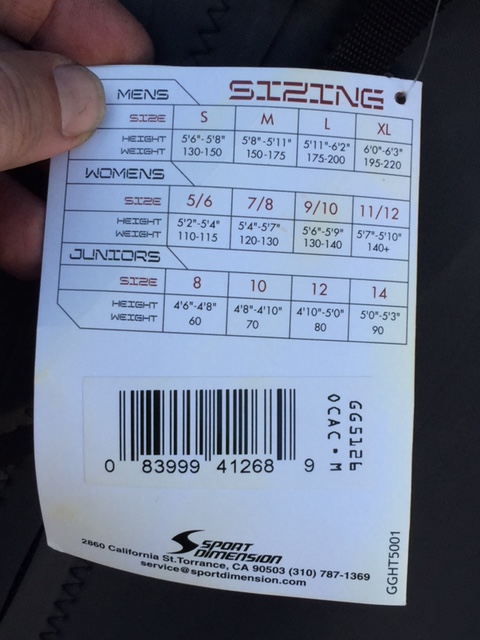 SIZING
MENS
SIZE S M L XL
HEIGHT 5'6"-5'8" 5'8"-5'11" 5'11"-6'2" 6'0"-6'3"
WEIGHT 130-150 150-175 175-200 195-220
WOMENS
SIZE 5/6 7/8 9/10 11/12
HEIGHT 5'2"-5'4" 5'4"-5'7" 5'6"-5'9" 5'7"-5'10"
WEIGHT 110-115 120-130 130-140 140+
JUNIORS
SIZE 8 10 12 14
HEIGHT 4'6"-4'8" 4'8"-4'10" 4'10"-5'0" 5'0"-5'3"
WEIGHT 60 70 80 90
GG5126
OCAC • M
0 83999 41268 9
SPORT
DIMENSION
2860 California St.Torrance, CA 90503 (310) 787-1369
service@sportdimension.com
GGHT5001